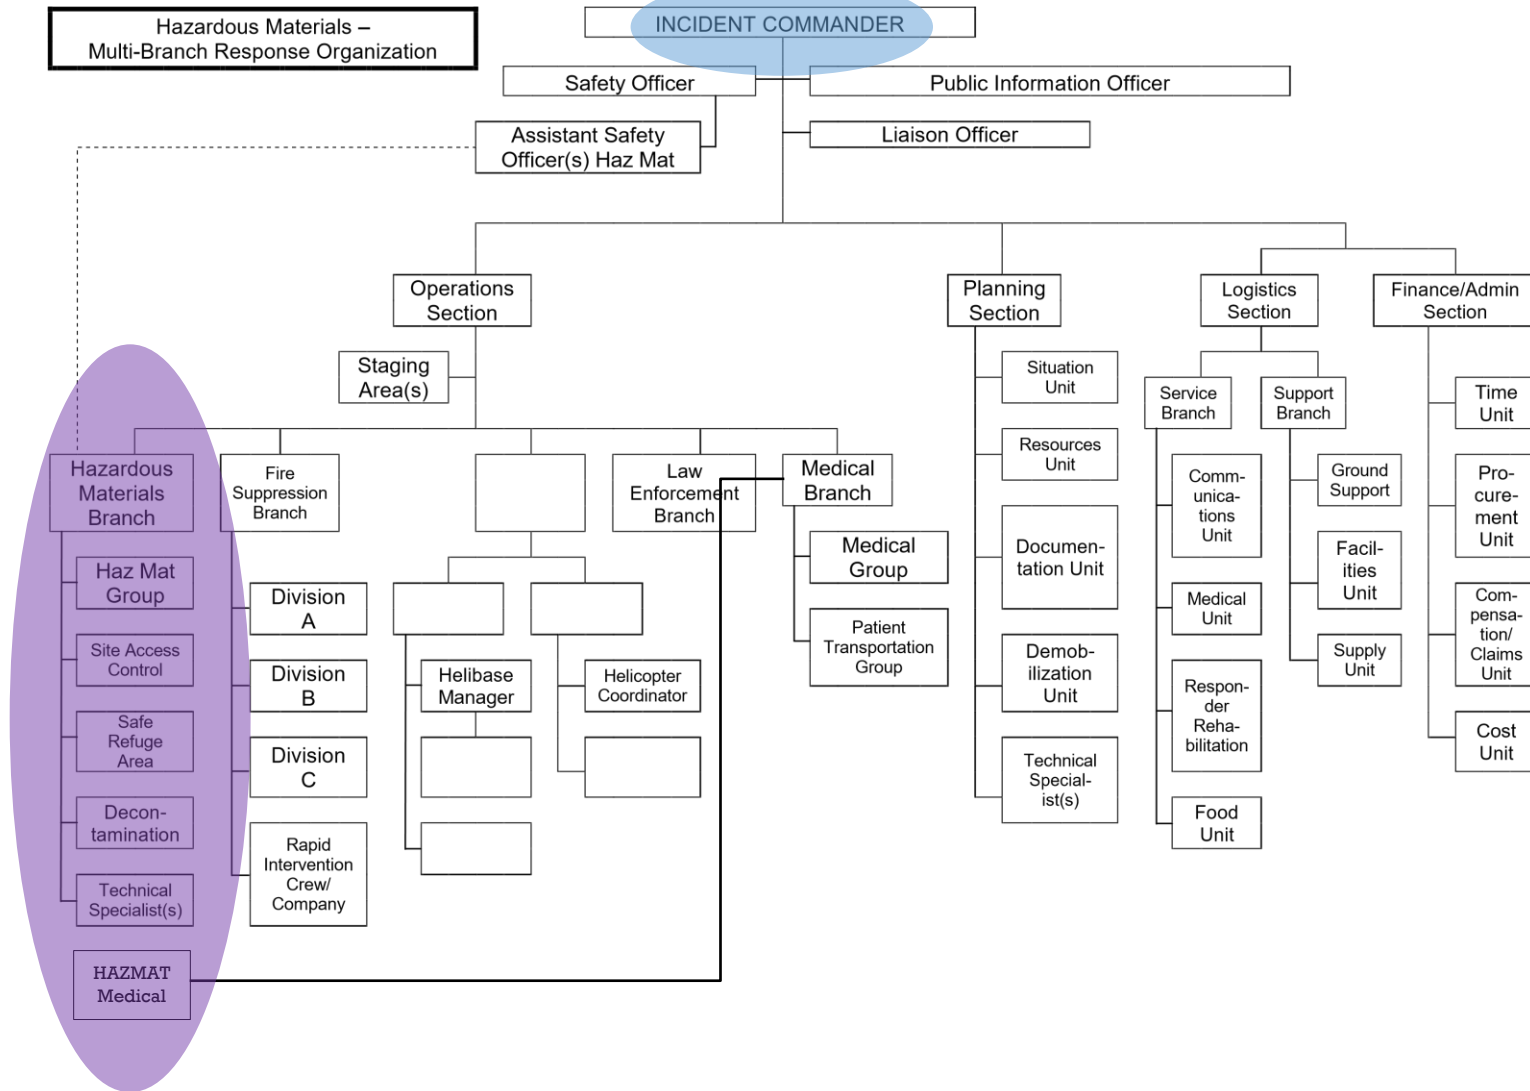 Hazardous Materials –
Multi-Branch Response Organization
INCIDENT COMMANDER
Safety Officer
Public Information Officer
Assistant Safety
Officer(s) Haz Mat
Liaison Officer
Operations
Section
Planning
Section
Logistics
Section
Finance/Admin
Section
Staging
Area(s)
Hazardous
Materials
Branch
Haz Mat
Group
Site Access
Control
Safe
Refuge
Area
Decon-
tamination
Technical
Specialist(s)
HAZMAT
Medical
Fire
Suppression
Branch
Division
A
Division
B
Division
C
Rapid
Intervention
Crew/
Company
Helibase
Manager
Helicopter
Coordinator
Law
Enforcement
Branch
Medical
Branch
Medical
Group
Patient
Transportation
Group
Situation
Unit
Resources
Unit
Documen-
tation Unit
Demob-
ilization
Unit
Technical
Special-
ist(s)
Service
Branch
Comm-
unica-
tions
Unit
Medical
Unit
Respon-
der
Reha-
bilitation
Food
Unit
Support
Branch
Ground
Support
Facil-
ities
Unit
Supply
Unit
Time
Unit
Pro-
cure-
ment
Unit
Com-
pensa-
tion/
Claims
Unit
Cost
Unit